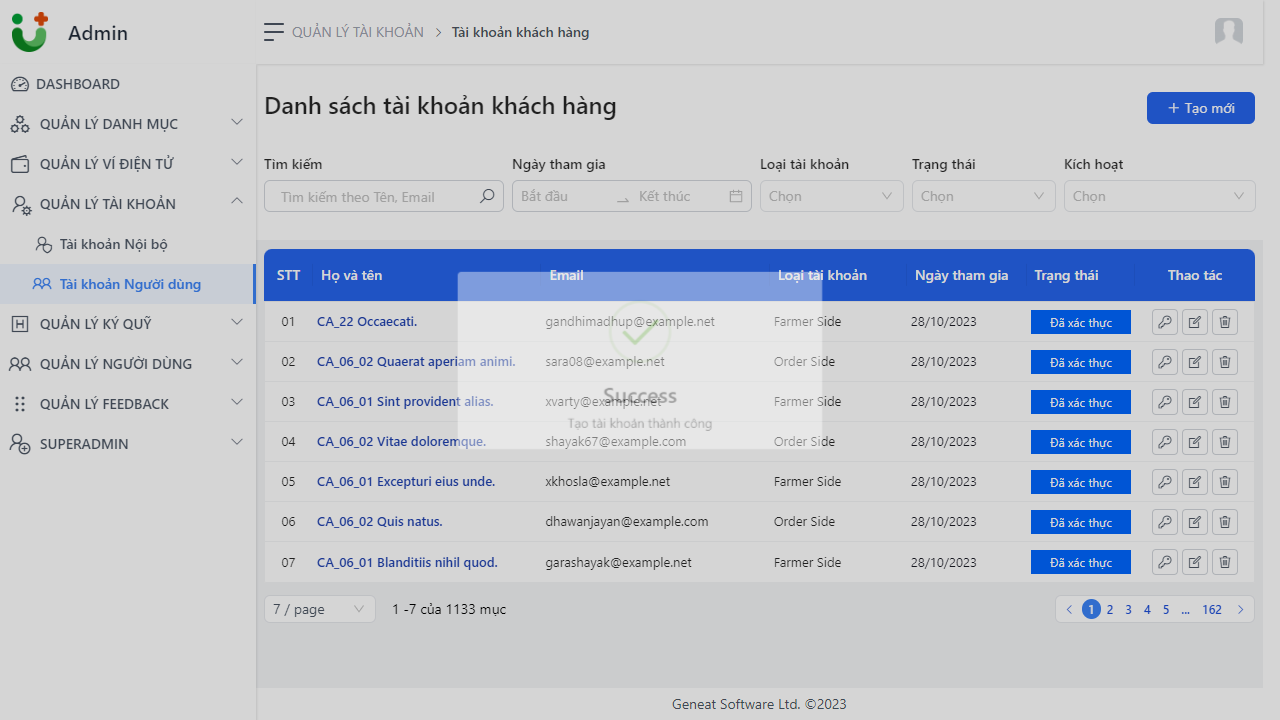 Admin
QUẢN LÝ TÀI KHOẢN > Tài khoản khách hàng
DASHBOARD
QUẢN LÝ DANH MỤC
QUẢN LÝ VÍ ĐIỆN TỬ
QUẢN LÝ TÀI KHOẢN
Tài khoản Nội bộ
Tài khoản Người dùng
QUẢN LÝ KÝ QUỸ
QUẢN LÝ NGƯỜI DÙNG
QUẢN LÝ FEEDBACK
SUPERADMIN
Danh sách tài khoản khách hàng
+ Tạo mới
Tìm kiếm Ngày tham gia Loại tài khoản Trạng thái Kích hoạt
Tìm kiếm theo Tên, Email Bắt đầu Kết thúc Chọn Chọn Chọn
STT Họ và tên Email Loại tài khoản Ngày tham gia Trạng thái Thao tác
01 CA_22 Occaecati. gandhimadhup@example.net Farmer Side 28/10/2023 Đã xác thực
02 CA_06_02 Quaerat aperiam animi. sara08@example.net Order Side 28/10/2023 Đã xác thực
03 CA_06_01 Sint provident alias. xvarty@example.net Farmer Side 28/10/2023 Đã xác thực
04 CA_06_02 Vitae doloremque. shayak67@example.com Order Side 28/10/2023 Đã xác thực
05 CA_06_01 Excepturi eius unde. xkhosla@example.net Farmer Side 28/10/2023 Đã xác thực
06 CA_06_02 Quis natus. dhawanjayan@example.com Order Side 28/10/2023 Đã xác thực
07 CA_06_01 Blanditiis nihil quod. garashayak@example.net Farmer Side 28/10/2023 Đã xác thực
Success
Tạo tài khoản thành công
7 / page 1 -7 của 1133 mục
1 2 3 4 5 ... 162
Geneat Software Ltd. ©2023